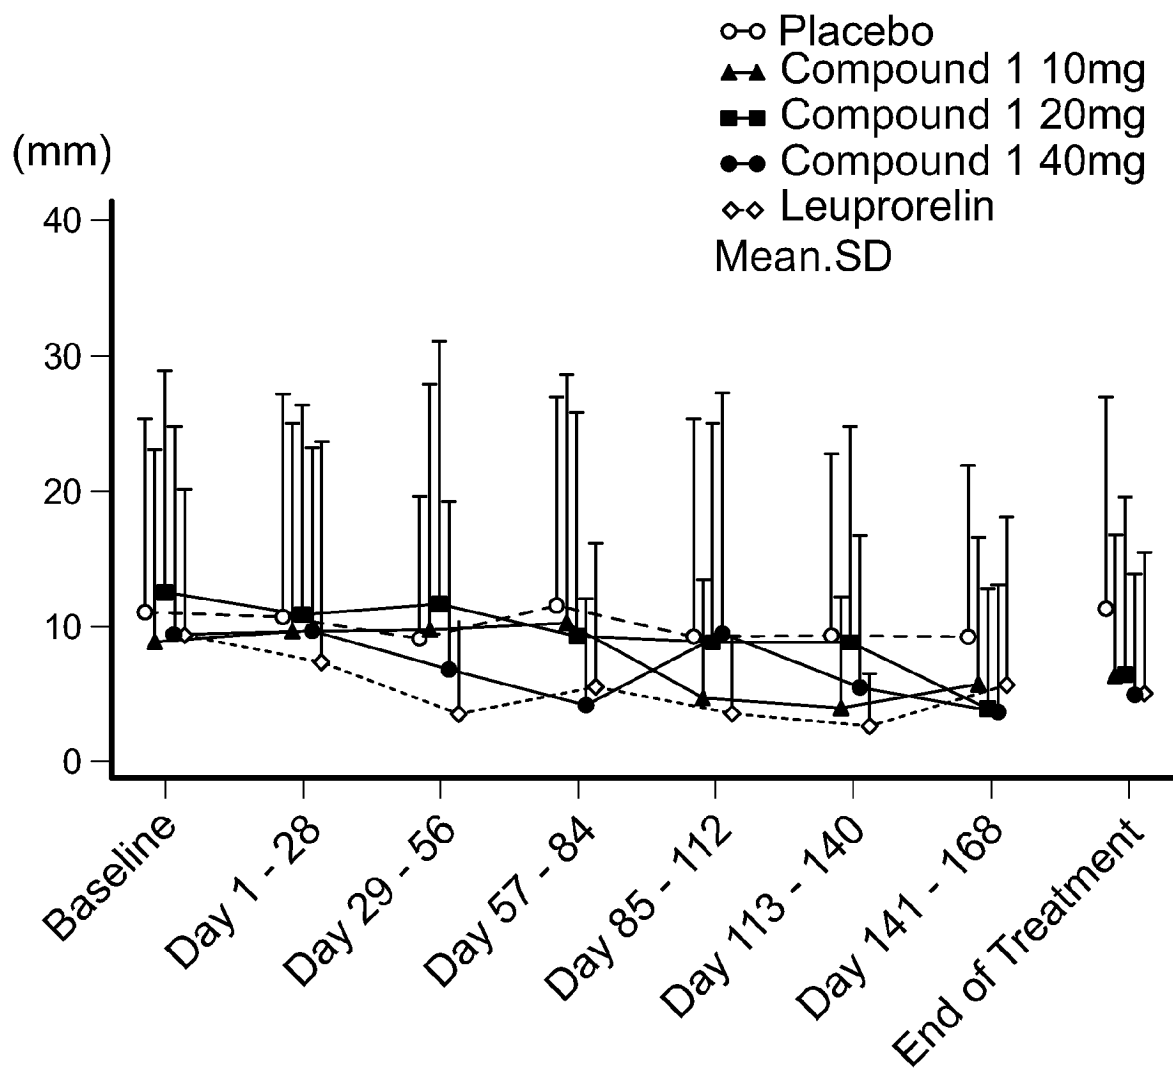 Placebo
Compound 1 10mg
Compound 1 20mg
Compound 1 40mg
Leuprorelin
Mean.SD
(mm)
40
30
20
10
0
Baseline
Day 1 - 28
Day 29 - 56
Day 57 - 84
Day 85 - 112
Day 113 - 140
Day 141 - 168
End of Treatment